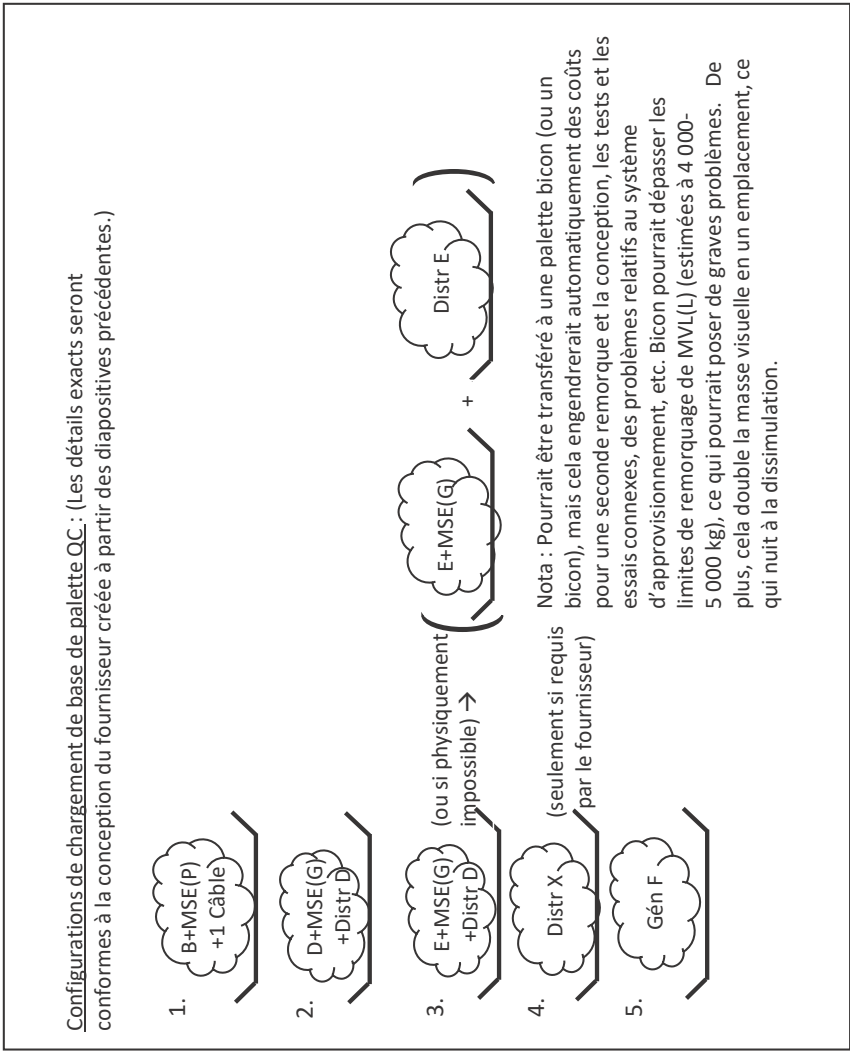 Configurations de chargement de base de palette QC : (Les détails exacts seront
conformes à la conception du fournisseur créée à partir des diapositives précédentes.)
1.
B+MSE(P)
+1 Câble
2.
D+MSE(G)
+Distr D
3.
E+MSE(G)
+Distr D
(ou si physiquement
impossible) →
(
E+MSE(G)
+
Distr E
)
4.
Distr X
(seulement si requis
par le fournisseur)
5.
Gén F
Nota : Pourrait être transféré à une palette bicon (ou un
bicon), mais cela engendrerait automatiquement des coûts
pour une seconde remorque et la conception, les tests et les
essais connexes, des problèmes relatifs au système
d’approvisionnement, etc. Bicon pourrait dépasser les
limites de remorquage de MVL(L) (estimées à 4 000-
5 000 kg), ce qui pourrait poser de graves problèmes. De
plus, cela double la masse visuelle en un emplacement, ce
qui nuit à la dissimulation.